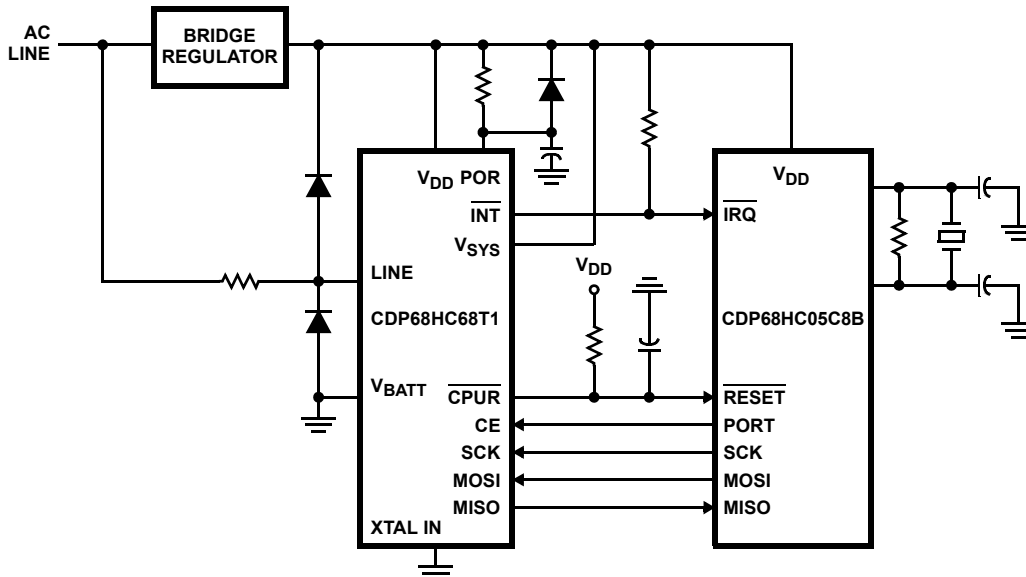 AC
LINE
BRIDGE
REGULATOR
VDD POR
INT
VSYS
LINE
CDP68HC68T1
VBATT
CPUR
CE
SCK
MOSI
MISO
XTAL IN
VDD
VDD
IRQ
CDP68HC05C8B
RESET
PORT
SCK
MOSI
MISO